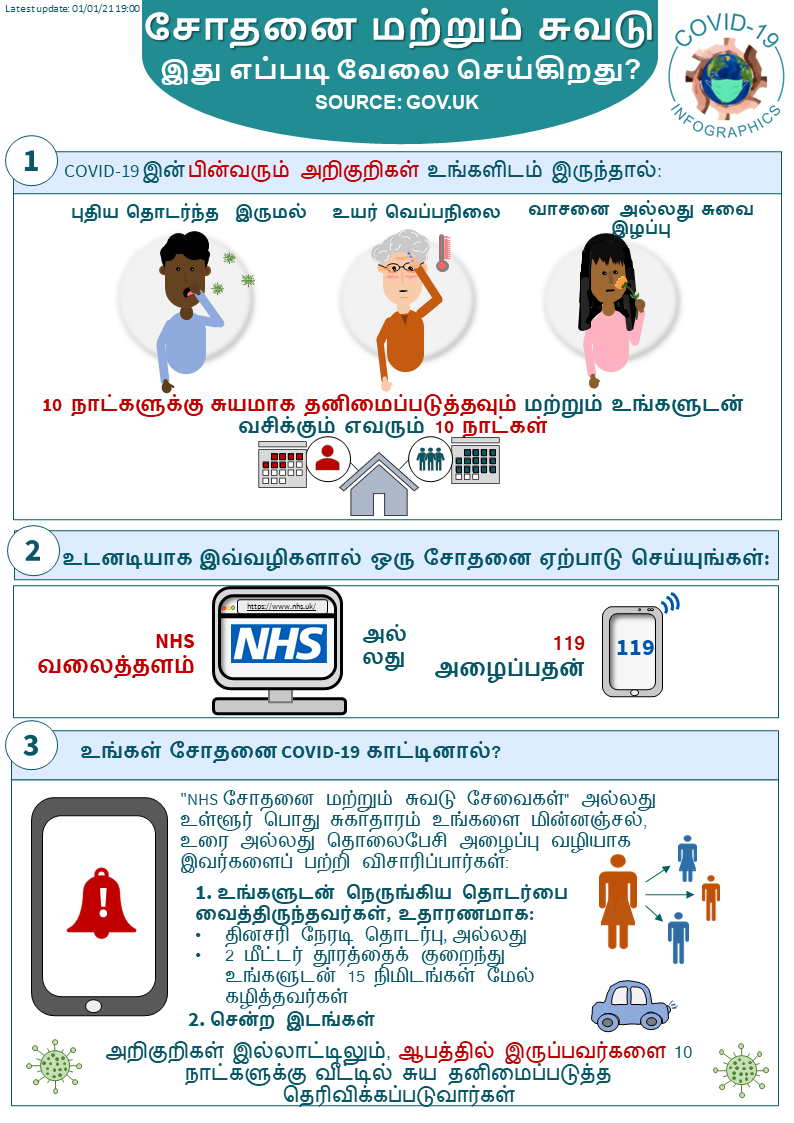 Latest update: 01/01/21 19:00
சோதனை மற்றும் சுவடு
இது எப்படி வேலை செய்கிறது?
SOURCE: GOV.UK
COVID-19
INFOGRAPHICS
1
COVID-19 இன் பின்வரும் அறிகுறிகள் உங்களிடம் இருந்தால்:
புதிய தொடர்ந்த இருமல்
உயர் வெப்பநிலை
வாசனை அல்லது சுவை
இழப்பு
10 நாட்களுக்கு சுயமாக தனிமைப்படுத்தவும் மற்றும் உங்களுடன்
வசிக்கும் எவரும் 10 நாட்கள்
2
உடனடியாக இவ்வழிகளால் ஒரு சோதனை ஏற்பாடு செய்யுங்கள்:
NHS
வலைத்தளம்
https://www.nhs.uk/
NHS
அல்
லது
119
அழைப்பதன்
119
3
உங்கள் சோதனை COVID-19 காட்டினால்?
"NHS சோதனை மற்றும் சுவடு சேவைகள்" அல்லது
உள்ளூர் பொது சுகாதாரம் உங்களை மின்னஞ்சல்,
உரை அல்லது தொலைபேசி அழைப்பு வழியாக
இவர்களைப் பற்றி விசாரிப்பார்கள்:
1. உங்களுடன் நெருங்கிய தொடர்பை
வைத்திருந்தவர்கள், உதாரணமாக:
• தினசரி நேரடி தொடர்பு, அல்லது
• 2 மீட்டர் தூரத்தைக் குறைந்து
உங்களுடன் 15 நிமிடங்கள் மேல்
கழித்தவர்கள்
2. சென்ற இடங்கள்
அறிகுறிகள் இல்லாட்டிலும், ஆபத்தில் இருப்பவர்களை 10
நாட்களுக்கு வீட்டில் சுய தனிமைப்படுத்த
தெரிவிக்கப்படுவார்கள்